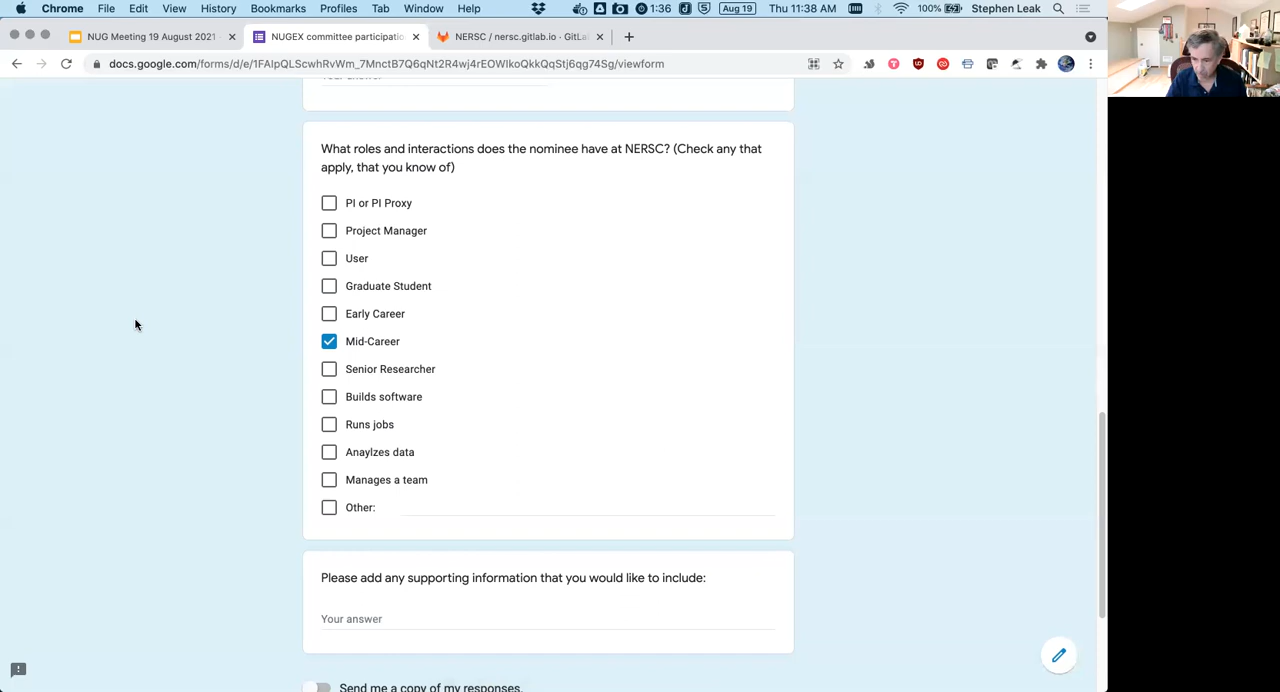 Chrome File Edit View History Bookmarks Profiles Tab Window Help 1:36 Aug 19 Thu 11:38 AM 100% Stephen Leak
NUG Meeting 19 August 2021 NUGEX committee participatio NERSC / nersc.gitlab.io · GitLa
docs.google.com/forms/d/e/1FAIpQLScwhRvWm_7MnctB7Q6qNt2R4wj4rEOWIkoQkkQqStj6qg74Sg/viewform
What roles and interactions does the nominee have at NERSC? (Check any that
apply, that you know of)
PI or PI Proxy
Project Manager
User
Graduate Student
Early Career
Mid-Career
Senior Researcher
Builds software
Runs jobs
Anaylzes data
Manages a team
Other:
Please add any supporting information that you would like to include:
Your answer
Send me a copy of my responses.